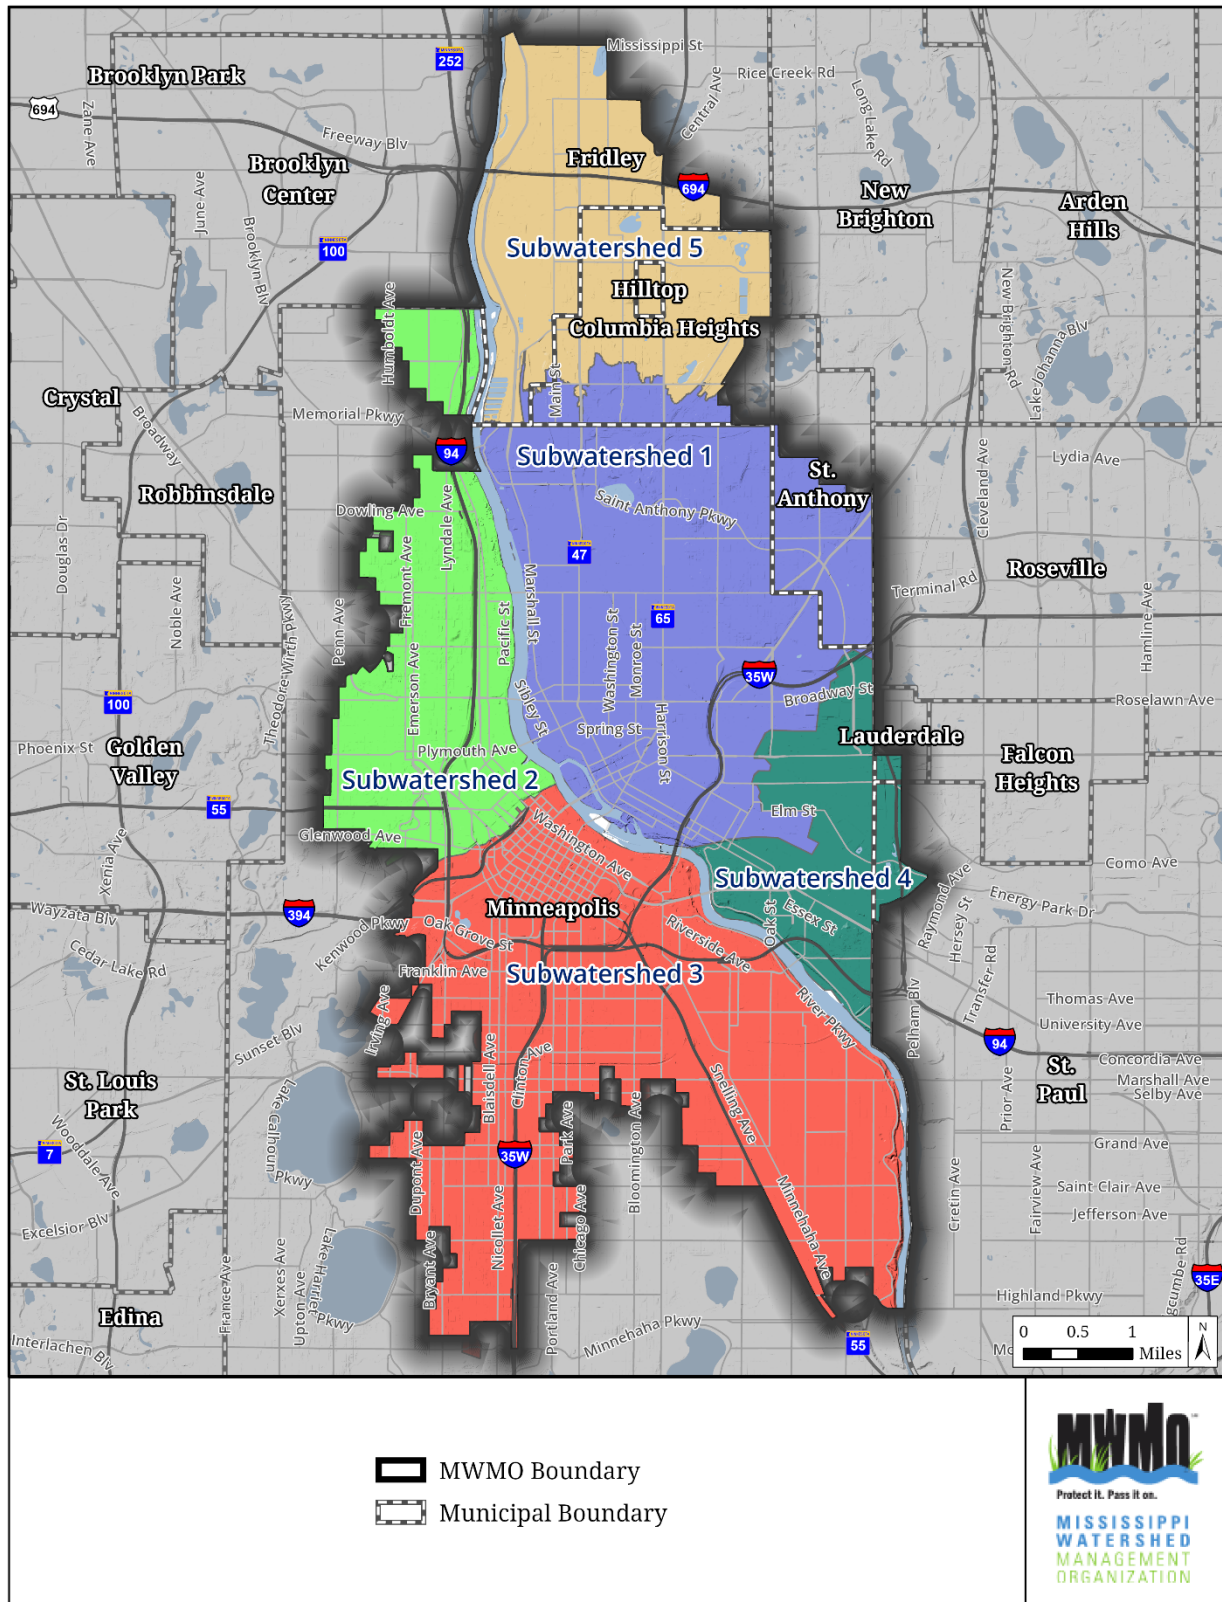 Mississippi St
Brooklyn Park
252
Rice Creek Rd
694
Zane Ave
Central Ave
Long Lake Rd
Freeway Blv
Brooklyn
Center
Fridley
694
New
Brighton
Arden
Hills
June Ave
Brooklyn Blv
100
Subwatershed 5
Hilltop
Columbia Heights
New Brighton Rd
Lake Johanna Blv
Humboldt Ave
Main St
Crystal
Broadway
Memorial Pkwy
94
Subwatershed 1
St.
Anthony
Lydia Ave
Cleveland Ave
Robbinsdale
Dowling Ave
Lyndale Ave
Saint Anthony Pkwy
Douglas Dr
Noble Ave
Fremont Ave
47
Marshall St
Terminal Rd
Roseville
Hamline Ave
Theodore Wirth Pkwy
Penn Ave
Emerson Ave
Pacific St
Washington St
Monroe St
65
35W
Broadway St
Roselawn Ave
100
Sibley St
Spring St
Harrison St
Phoenix St
Golden
Valley
Plymouth Ave
Subwatershed 2
Lauderdale
Falcon
Heights
55
Glenwood Ave
Elm St
Washington Ave
Xenia Ave
Como Ave
Subwatershed 4
Wayzata Blv
394
Kenwood Pkwy
Minneapolis
Oak Grove St
Riverside Ave
Oak St
Essex St
Raymond Ave
Hersey St
Energy Park Dr
Cedar Lake Rd
Franklin Ave
Subwatershed 3
River Pkwy
Pelham Blv
Transfer Rd
Thomas Ave
University Ave
Irving Ave
Sunset Blv
94
Concordia Ave
St. Louis
Park
Lake Calhoun Pkwy
Blaisdell Ave
Clinton Ave
Snelling Ave
Prior Ave
St.
Paul
Marshall Ave
Selby Ave
7
Wooddale Ave
35W
Park Ave
Bloomington Ave
Grand Ave
Dupont Ave
Nicollet Ave
Chicago Ave
Minnehaha Ave
Cretin Ave
Fairview Ave
Saint Clair Ave
Jefferson Ave
Excelsior Blv
France Ave
Xerxes Ave
Upton Ave
Lake Harriet Pkwy
Bryant Ave
Portland Ave
Minnehaha Pkwy
35E
Highland Pkwy
Edina
Interlachen Blv
55
0 0.5 1
Miles
N
MWMO Boundary
Municipal Boundary
MWMO
Protect it. Pass it on.
MISSISSIPPI
WATERSHED
MANAGEMENT
ORGANIZATION